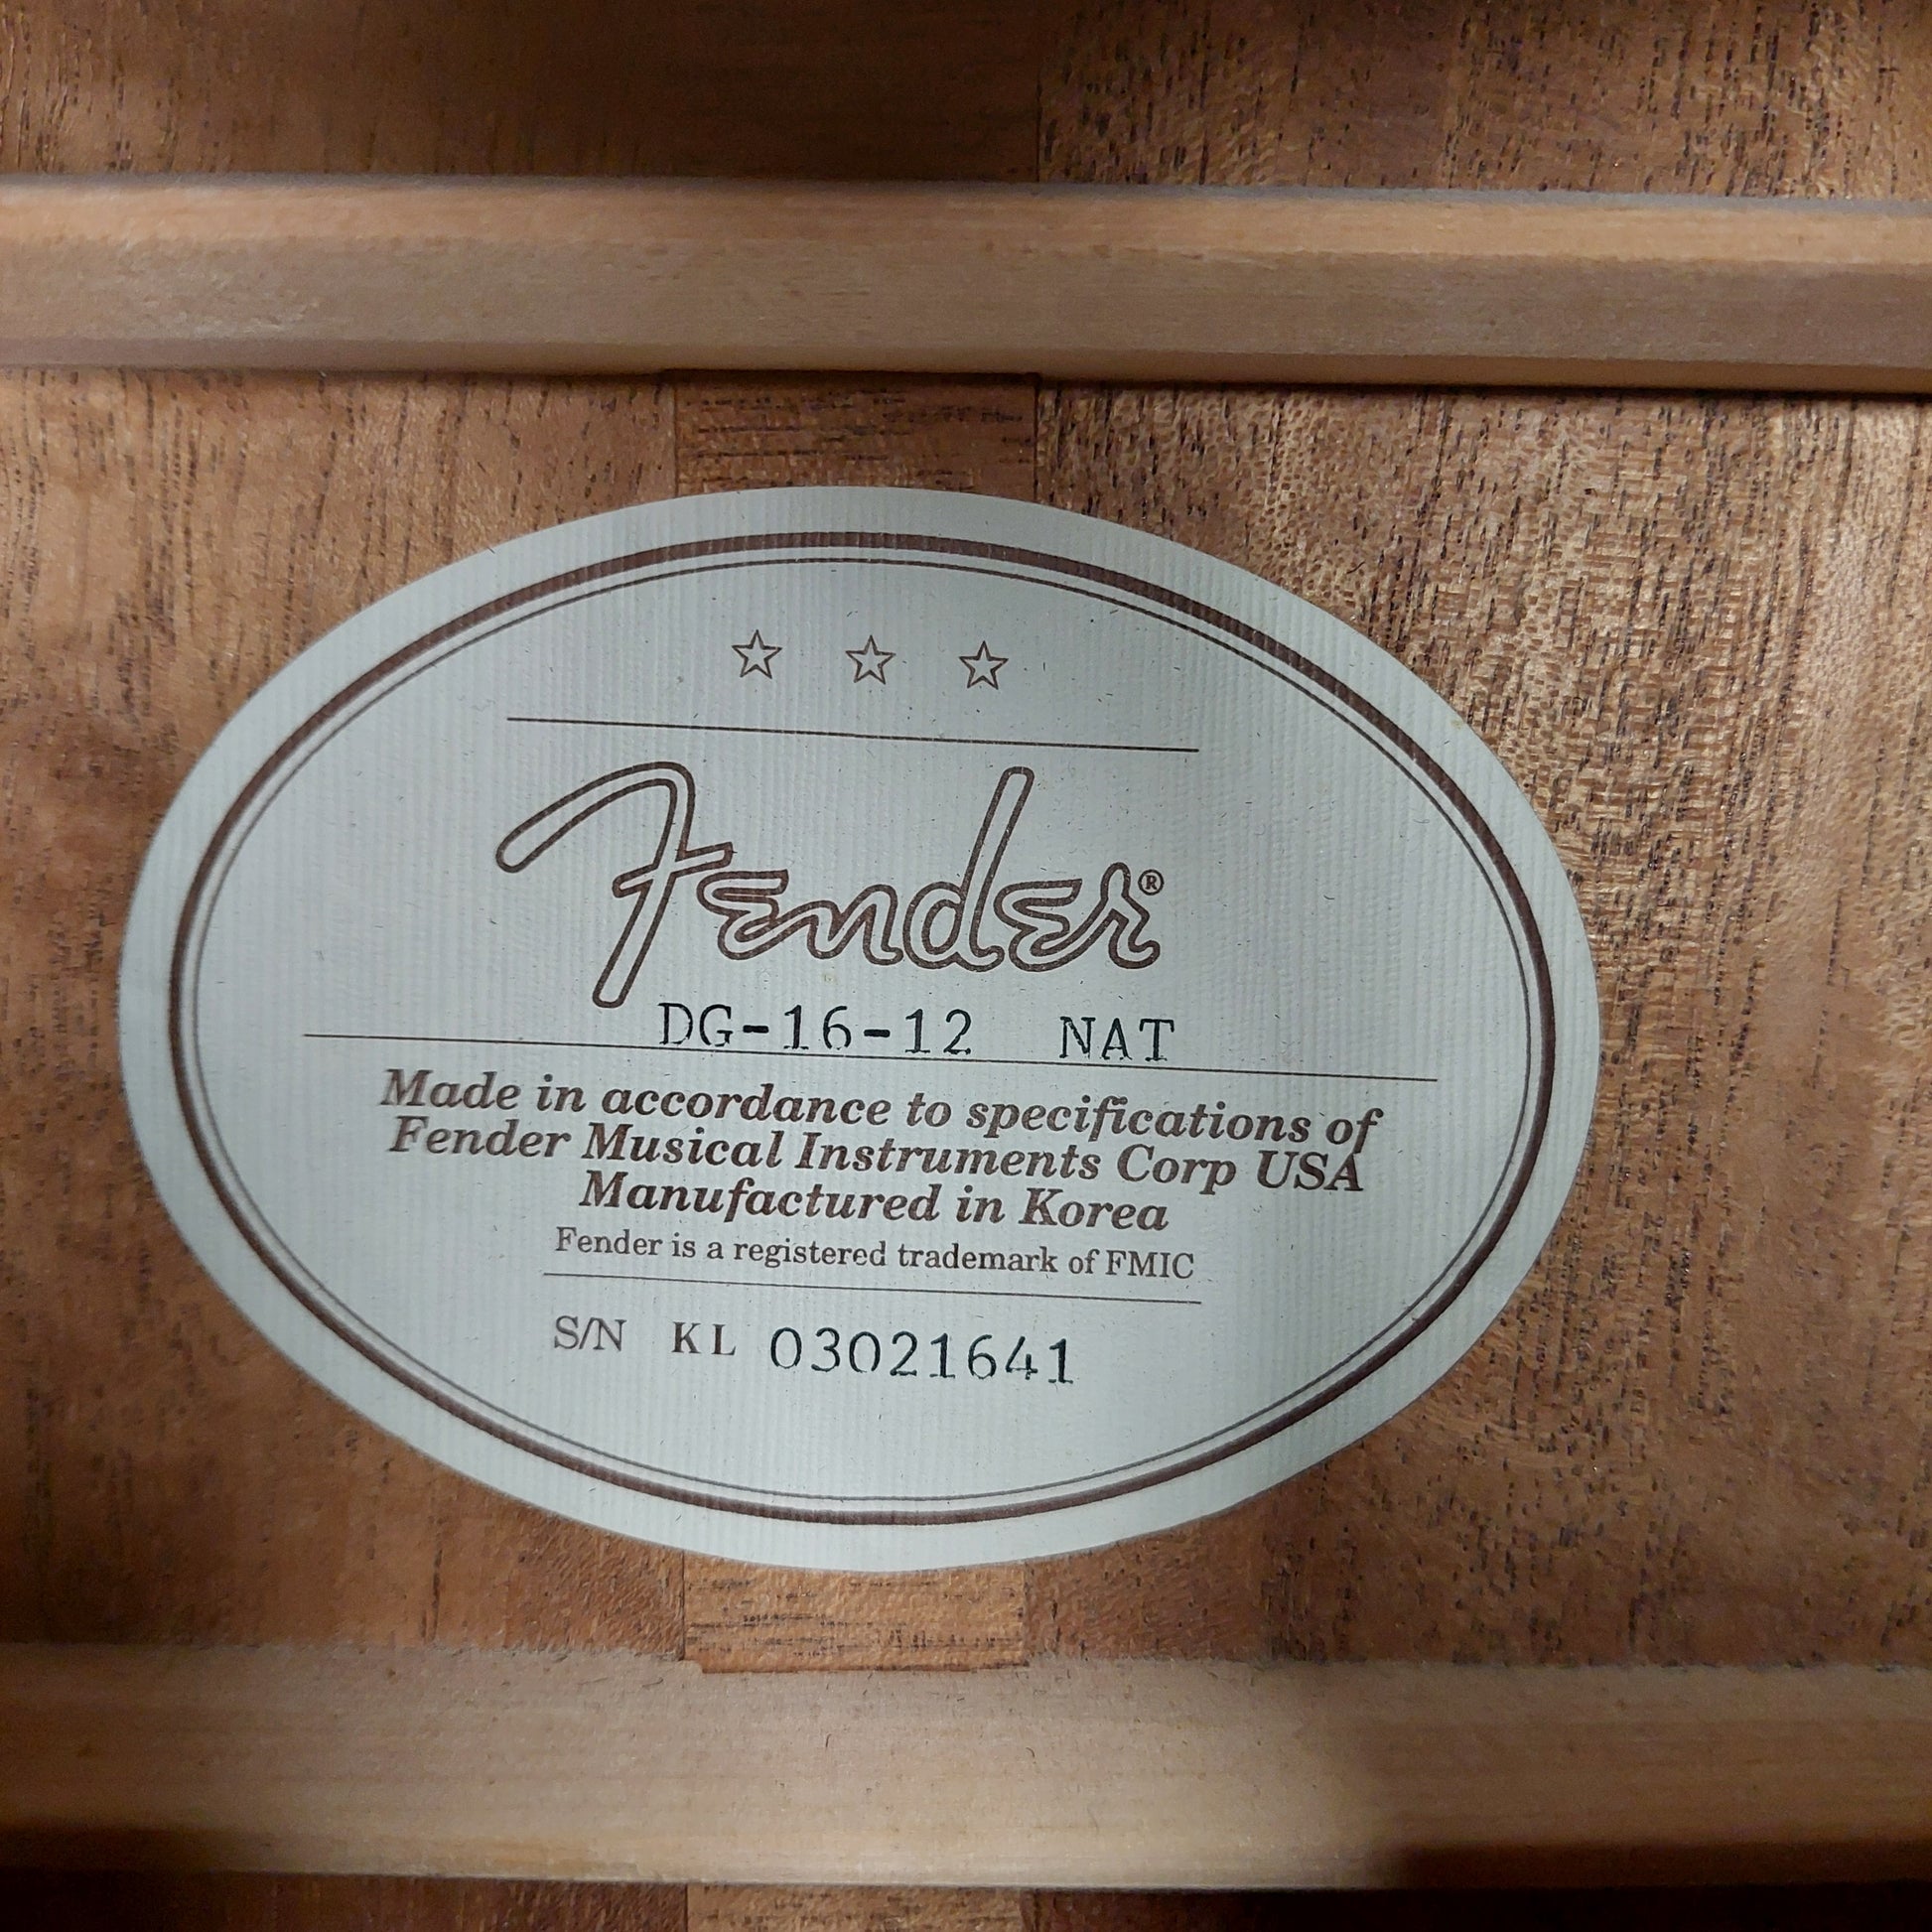 Fender®
DG-16-12 NAT
Made in accordance to specifications of
Fender Musical Instruments Corp USA
Manufactured in Korea
Fender is a registered trademark of FMIC
S/N KL 03021641